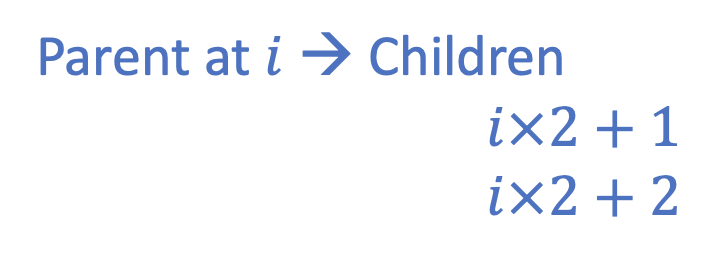 Parent at i → Children
i×2 + 1
i×2 + 2